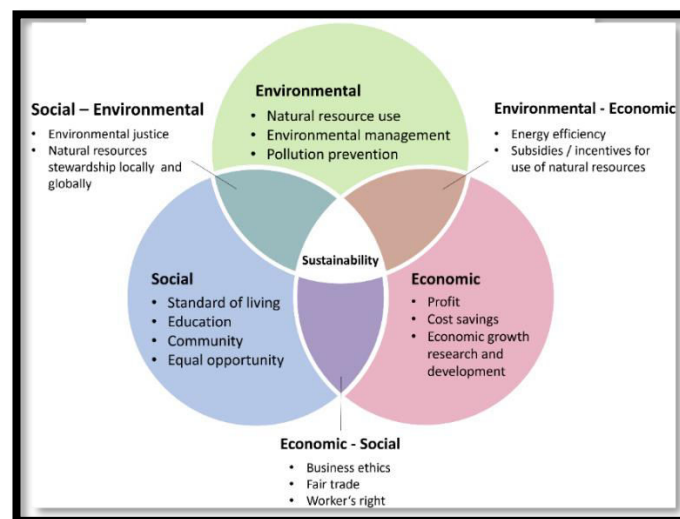 Environmental
• Natural resource use
• Environmental management
• Pollution prevention
Social – Environmental
• Environmental justice
• Natural resources
stewardship locally and
globally
Environmental - Economic
• Energy efficiency
• Subsidies / incentives for
use of natural resources
Sustainability
Social
• Standard of living
• Education
• Community
• Equal opportunity
Economic
• Profit
• Cost savings
• Economic growth
research and
development
Economic - Social
• Business ethics
• Fair trade
• Worker's right